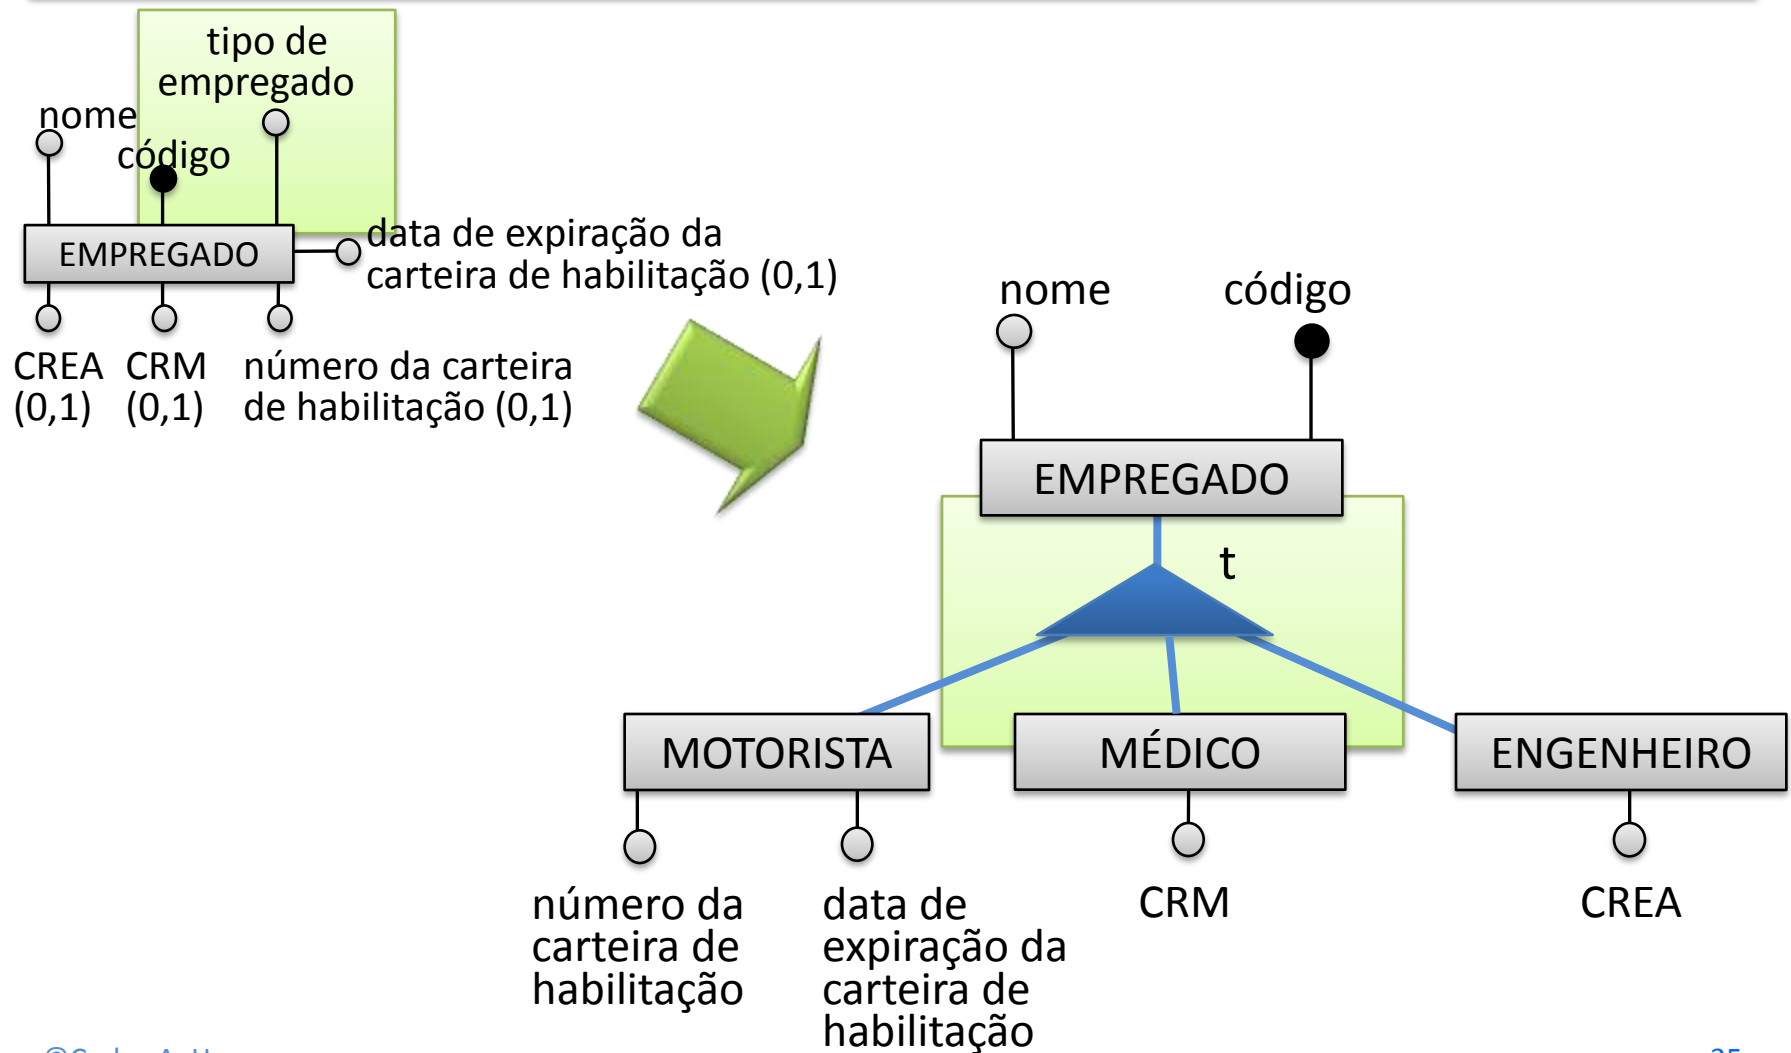 tipo de
empregado
nome
código
EMPREGADO
data de expiração da
carteira de habilitação (0,1)
CREA
(0,1)
CRM
(0,1)
número da carteira
de habilitação (0,1)
nome
código
EMPREGADO
t
MOTORISTA
MÉDICO
ENGENHEIRO
número da
carteira de
habilitação
data de
expiração da
carteira de
habilitação
CRM
CREA